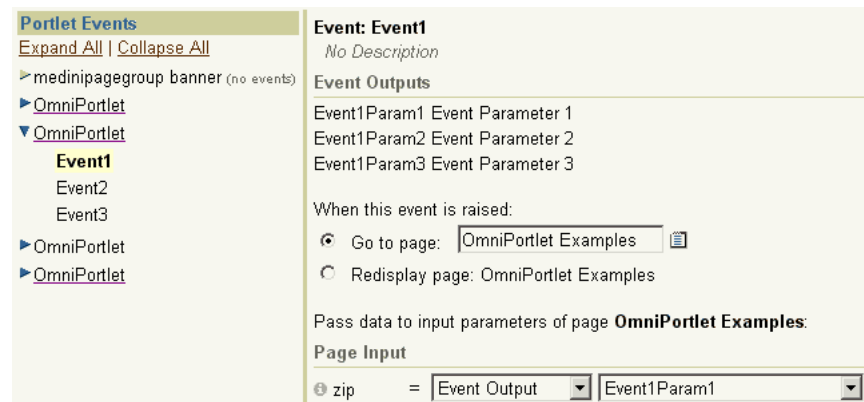 Portlet Events
Expand All | Collapse All
medinipagegroup banner (no events)
OmniPortlet
OmniPortlet
Event1
Event2
Event3
OmniPortlet
OmniPortlet
Event: Event1
No Description
Event Outputs
Event1Param1 Event Parameter 1
Event1Param2 Event Parameter 2
Event1Param3 Event Parameter 3
When this event is raised:
Go to page: OmniPortlet Examples
Redisplay page: OmniPortlet Examples
Pass data to input parameters of page OmniPortlet Examples:
Page Input
zip = Event Output Event1Param1